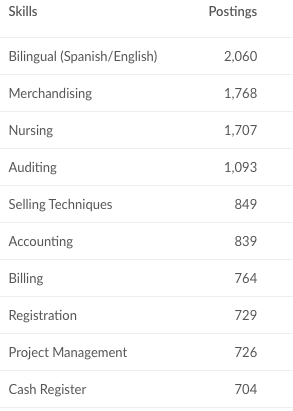 Skills Postings
Bilingual (Spanish/English) 2,060
Merchandising 1,768
Nursing 1,707
Auditing 1,093
Selling Techniques 849
Accounting 839
Billing 764
Registration 729
Project Management 726
Cash Register 704